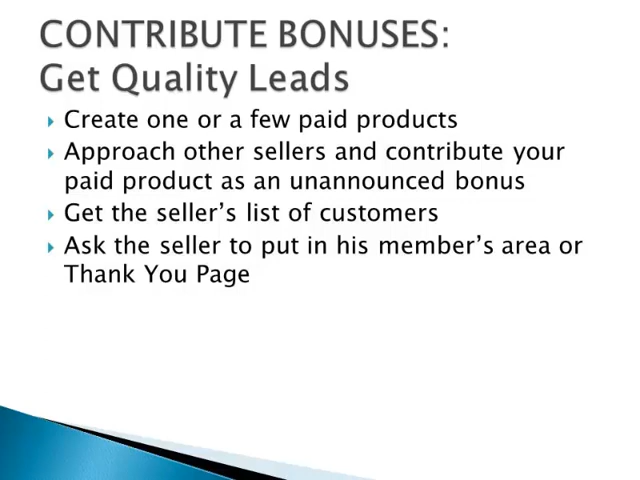 CONTRIBUTE BONUSES:
Get Quality Leads
Create one or a few paid products
Approach other sellers and contribute your
paid product as an unannounced bonus
Get the seller’s list of customers
Ask the seller to put in his member’s area or
Thank You Page